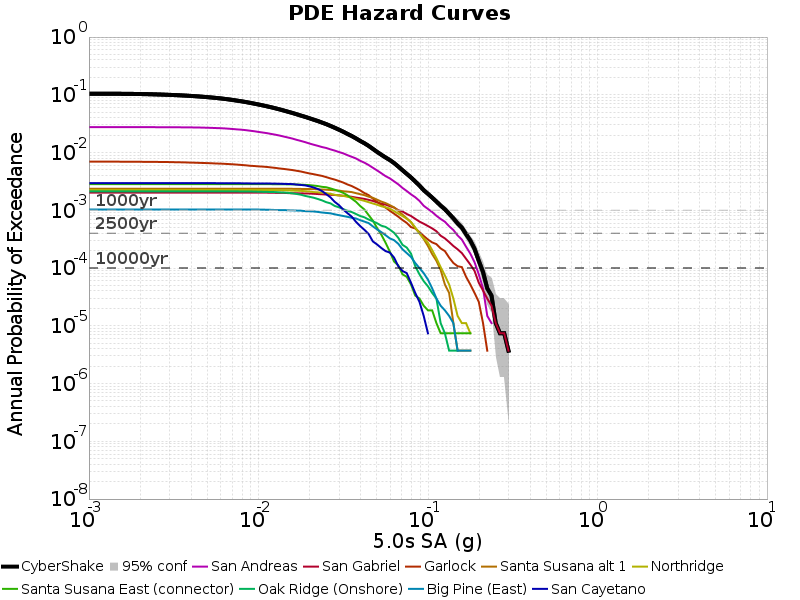 PDE Hazard Curves
Annual Probability of Exceedance
10^0
10^-1
10^-2
10^-3
10^-4
10^-5
10^-6
10^-7
10^-8
1000yr
2500yr
10000yr
10^-3 10^-2 10^-1 10^0 10^1
5.0s SA (g)
CyberShake 95% conf San Andreas San Gabriel Garlock Santa Susana alt 1 Northridge
Santa Susana East (connector) Oak Ridge (Onshore) Big Pine (East) San Cayetano